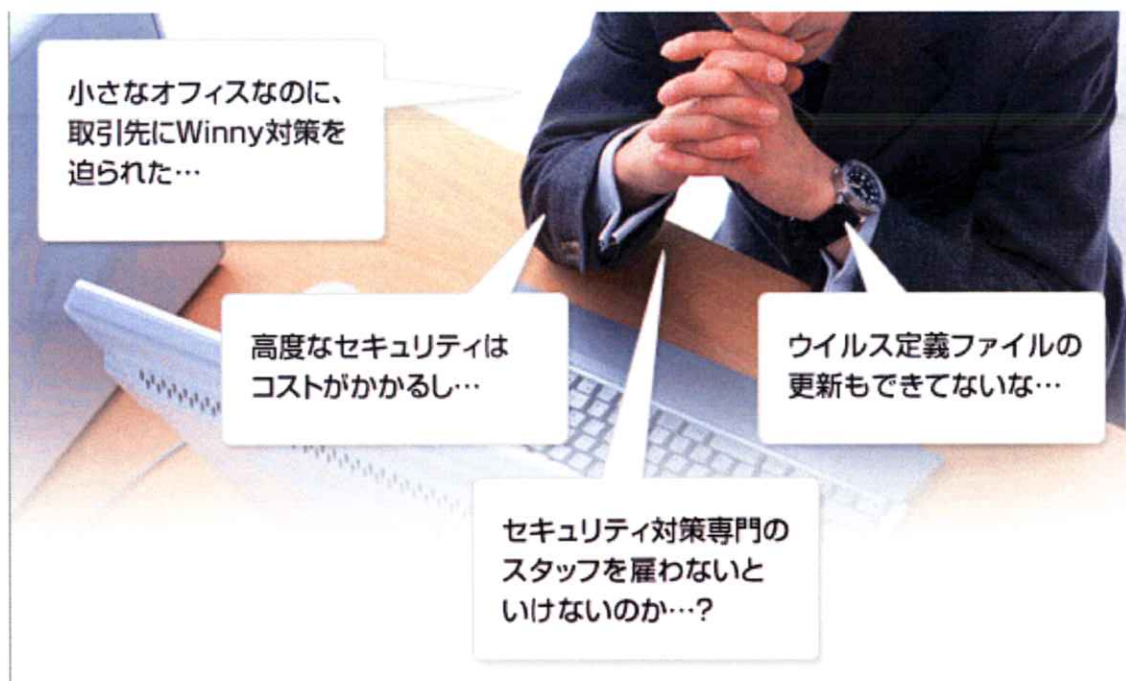 小さなオフィスなのに、
取引先にWinny対策を
迫られた…
高度なセキュリティは
コストがかかるし…
ウイルス定義ファイルの
更新もできてないな…
セキュリティ対策専門の
スタッフを雇わないと
いけないのか…?